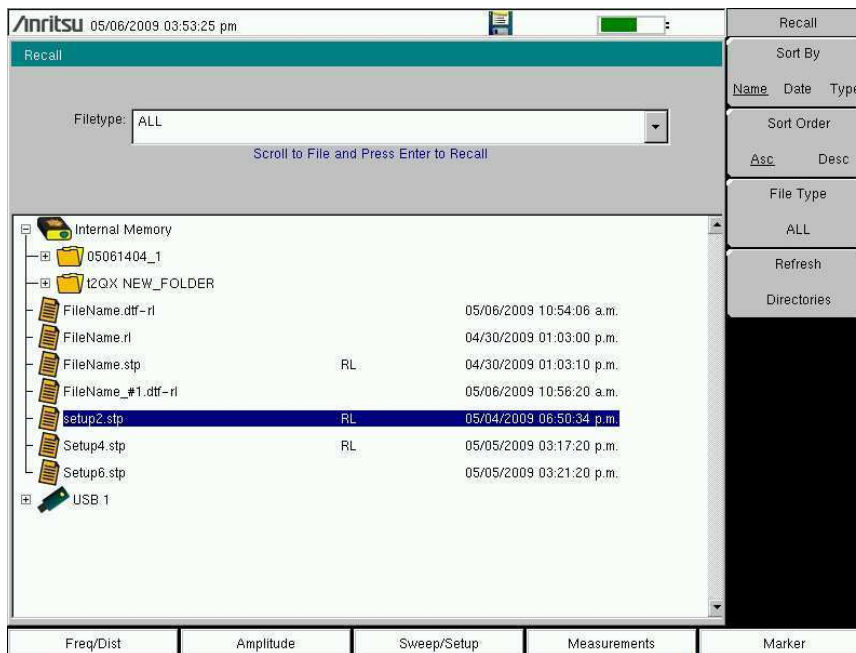 /Inritsu 05/06/2009 03:53:25 pm
Recall
Filetype: ALL
Scroll to File and Press Enter to Recall
Internal Memory
05061404_1
t2QX NEW_FOLDER
FileName.dtf-rl 05/06/2009 10:54:06 a.m.
FileName.rl 04/30/2009 01:03:00 p.m.
FileName.stp RL 04/30/2009 01:03:10 p.m.
FileName_#1.dtf-rl 05/06/2009 10:56:20 a.m.
setup2.stp RL 05/04/2009 06:50:34 p.m.
Setup4.stp RL 05/05/2009 03:17:20 p.m.
Setup6.stp 05/05/2009 03:21:20 p.m.
USB 1
Recall
Sort By
Name Date Type
Sort Order
Asc Desc
File Type
ALL
Refresh
Directories
Freq/Dist Amplitude Sweep/Setup Measurements Marker